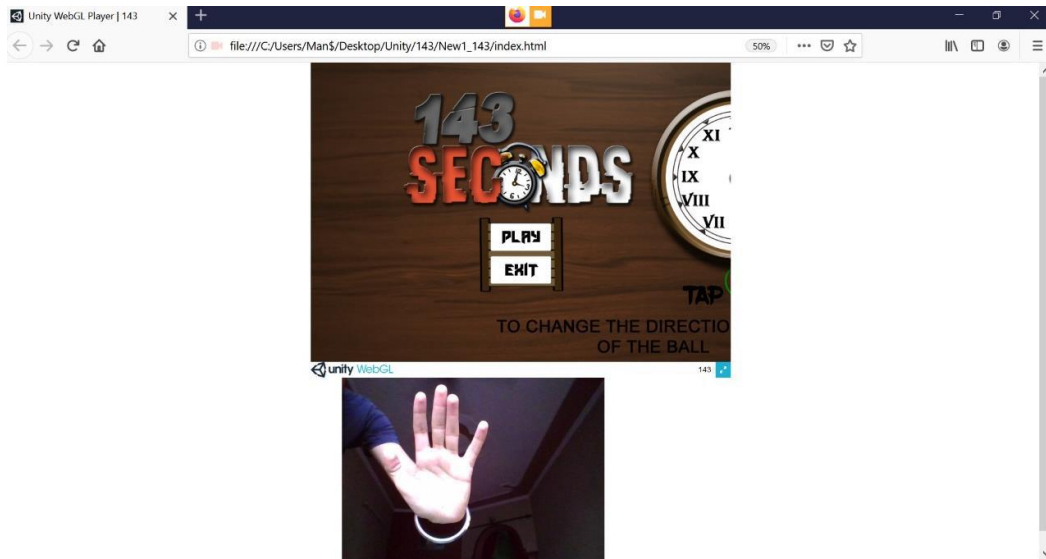 Unity WebGL Player | 143
file:///C:/Users/Man$/Desktop/Unity/143/New1_143/index.html
50%
143
SECONDS
XI
X
IX
VIII
VII
PLAY
EXIT
TAP
TO CHANGE THE DIRECTIO
OF THE BALL
unity WebGL
143